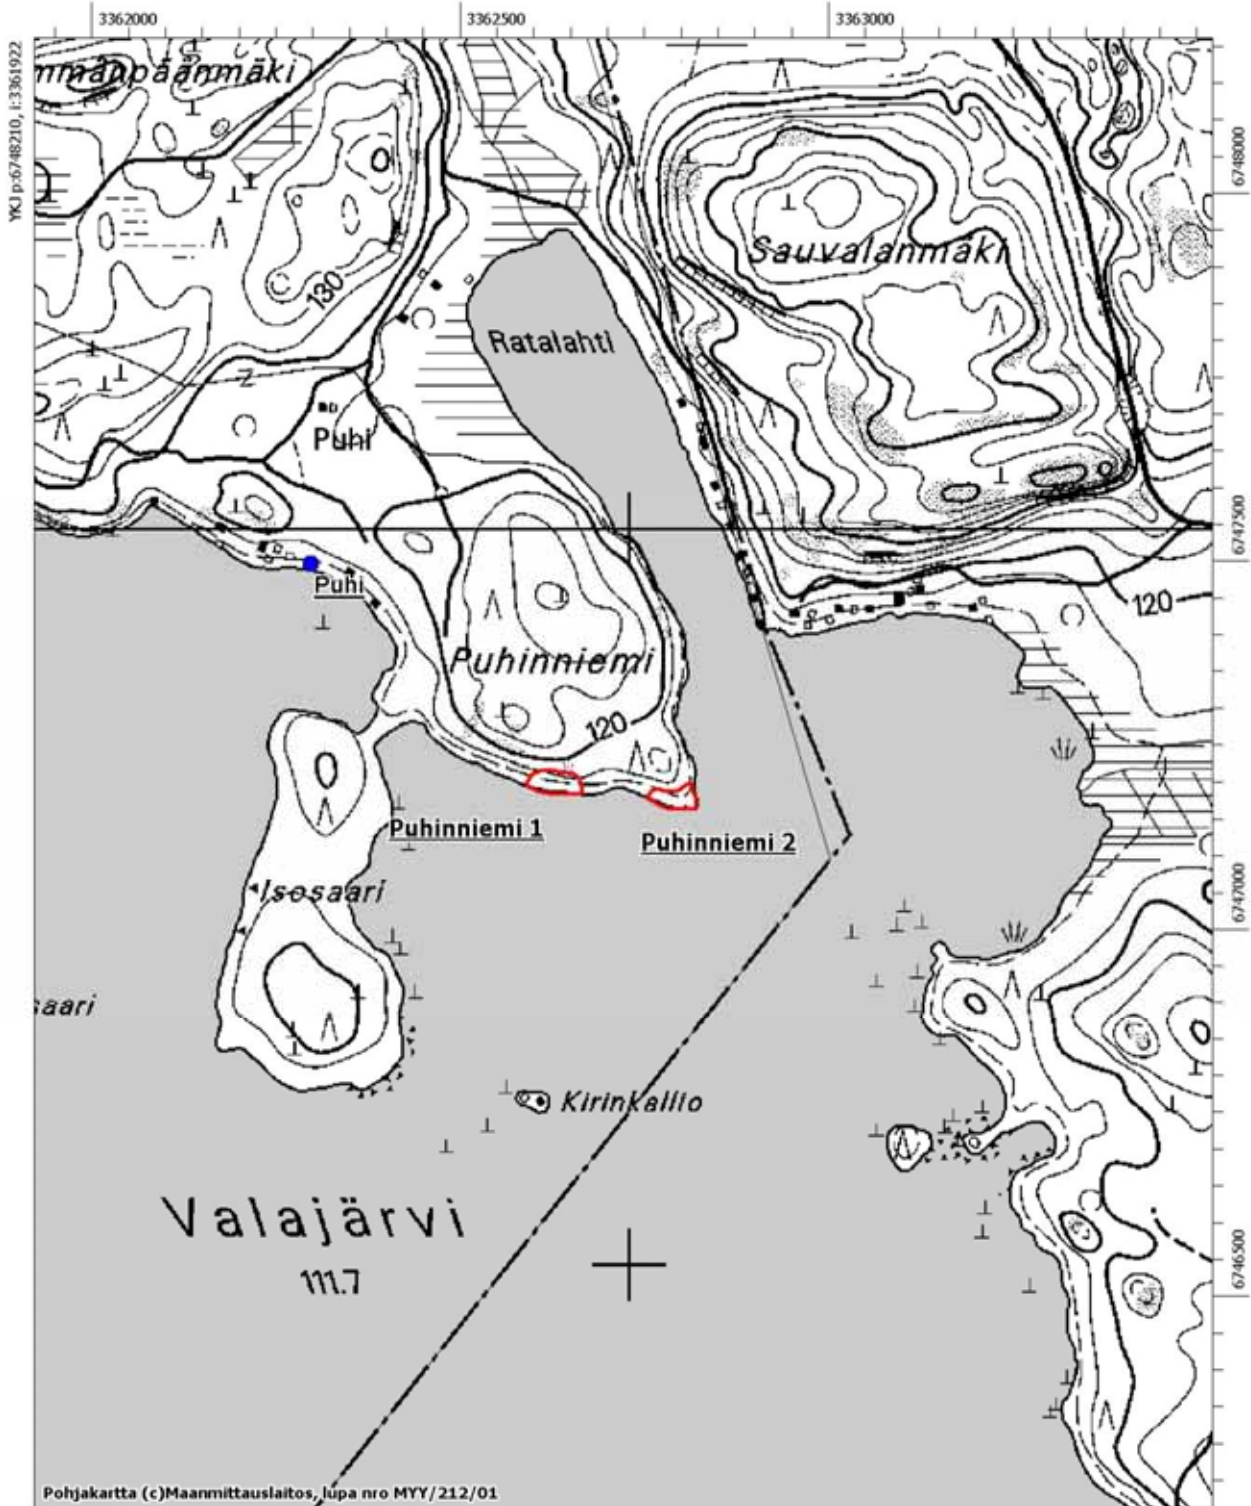 3362000
3362500
3363000
YKJ p:6748210, i:3361922
mmänpäänmäki
6748000
Sauvalanmäki
130
Ratalahti
Puhi
6747500
Puhi
120
Puhinniemi
120
Puhinniemi 1
Puhinniemi 2
Isosaari
6747000
saari
Kirinkallio
Valajärvi
111.7
6746500
Pohjakartta (c)Maanmittauslaitos, lupa nro MYY/212/01